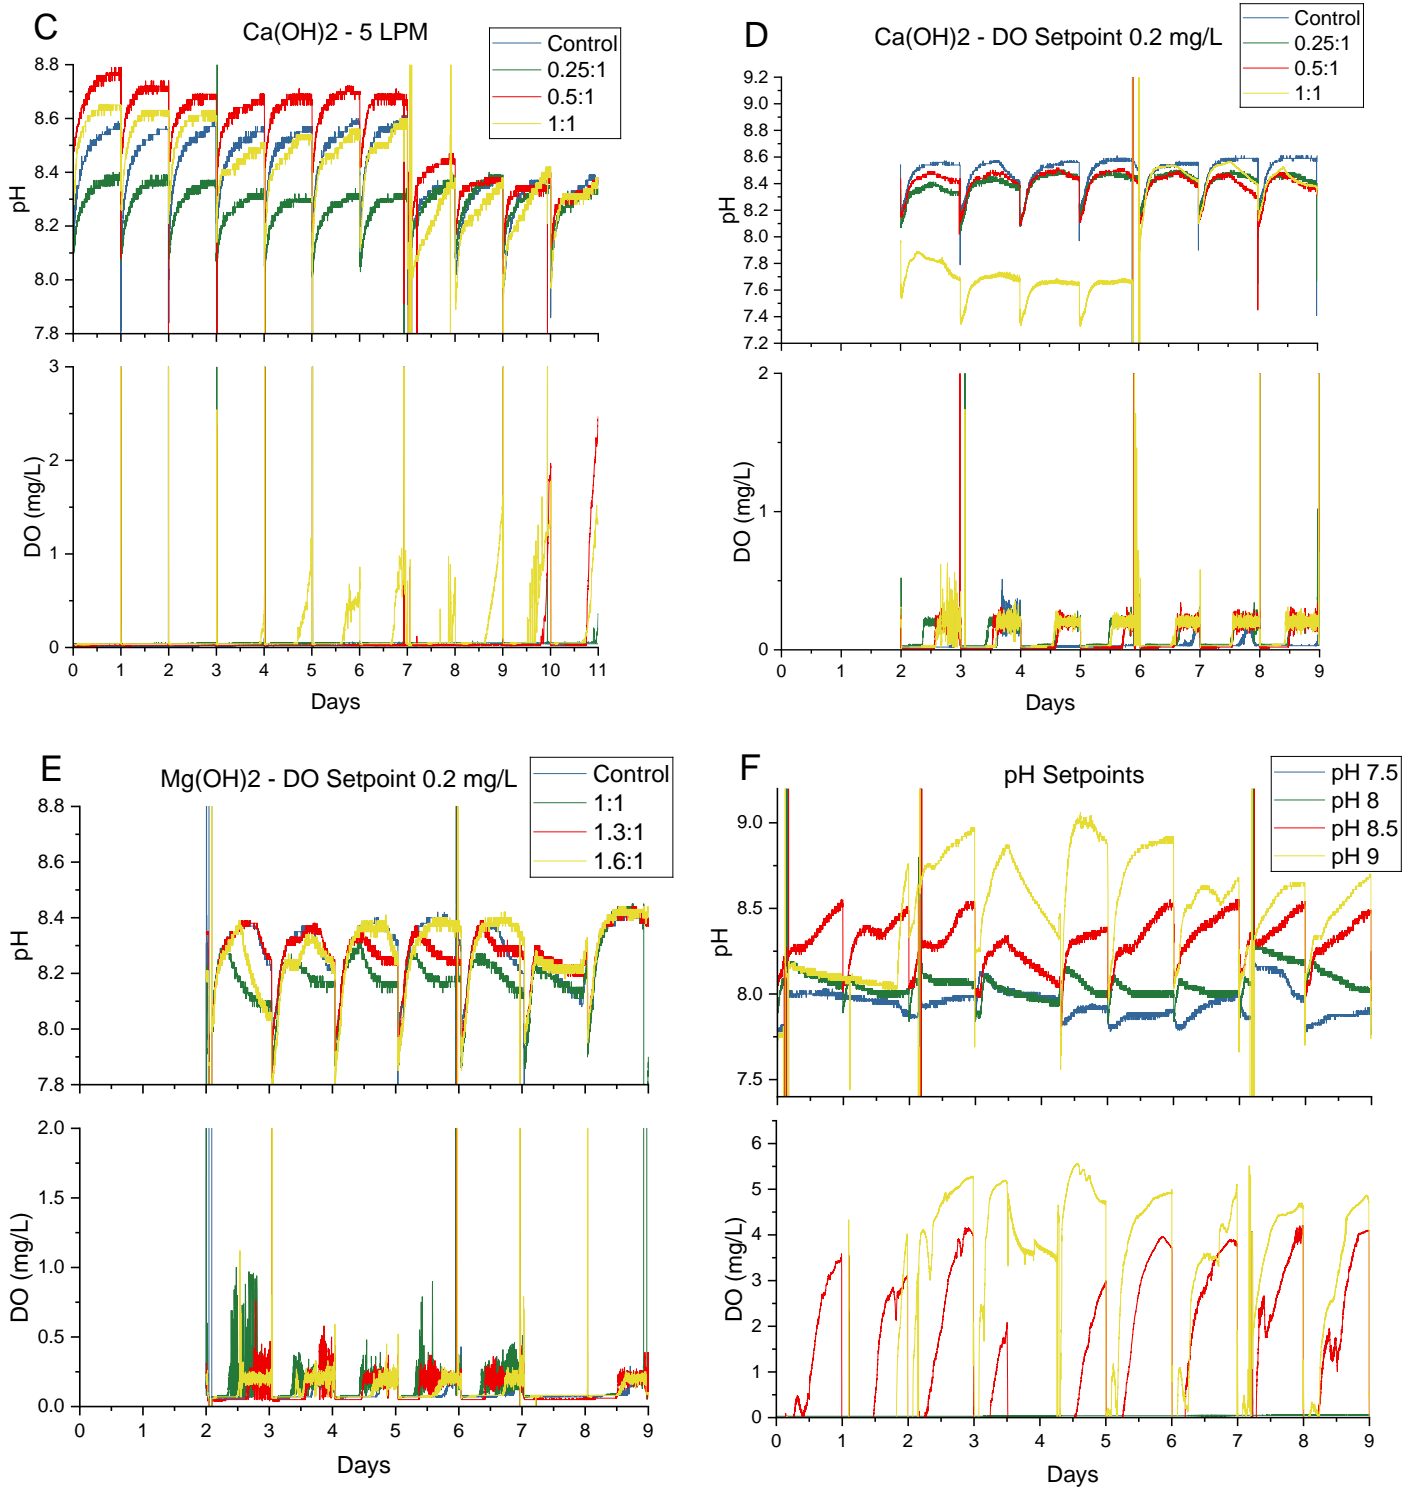 C
Ca(OH)2 - 5 LPM
Control
0.25:1
0.5:1
1:1
8.8
8.6
8.4
8.2
8.0
7.8
pH
3
2
1
0
DO (mg/L)
0 1 2 3 4 5 6 7 8 9 10 11
Days
D
Ca(OH)2 - DO Setpoint 0.2 mg/L
Control
0.25:1
0.5:1
1:1
9.2
9.0
8.8
8.6
8.4
8.2
8.0
7.8
7.6
7.4
7.2
pH
2
1
0
DO (mg/L)
0 1 2 3 4 5 6 7 8 9
Days
E
Mg(OH)2 - DO Setpoint 0.2 mg/L
Control
1:1
1.3:1
1.6:1
8.8
8.6
8.4
8.2
8.0
7.8
pH
2.0
1.5
1.0
0.5
0.0
DO (mg/L)
0 1 2 3 4 5 6 7 8 9
Days
F
pH Setpoints
pH 7.5
pH 8
pH 8.5
pH 9
9.0
8.5
8.0
7.5
pH
6
5
4
3
2
1
0
DO (mg/L)
0 1 2 3 4 5 6 7 8 9
Days